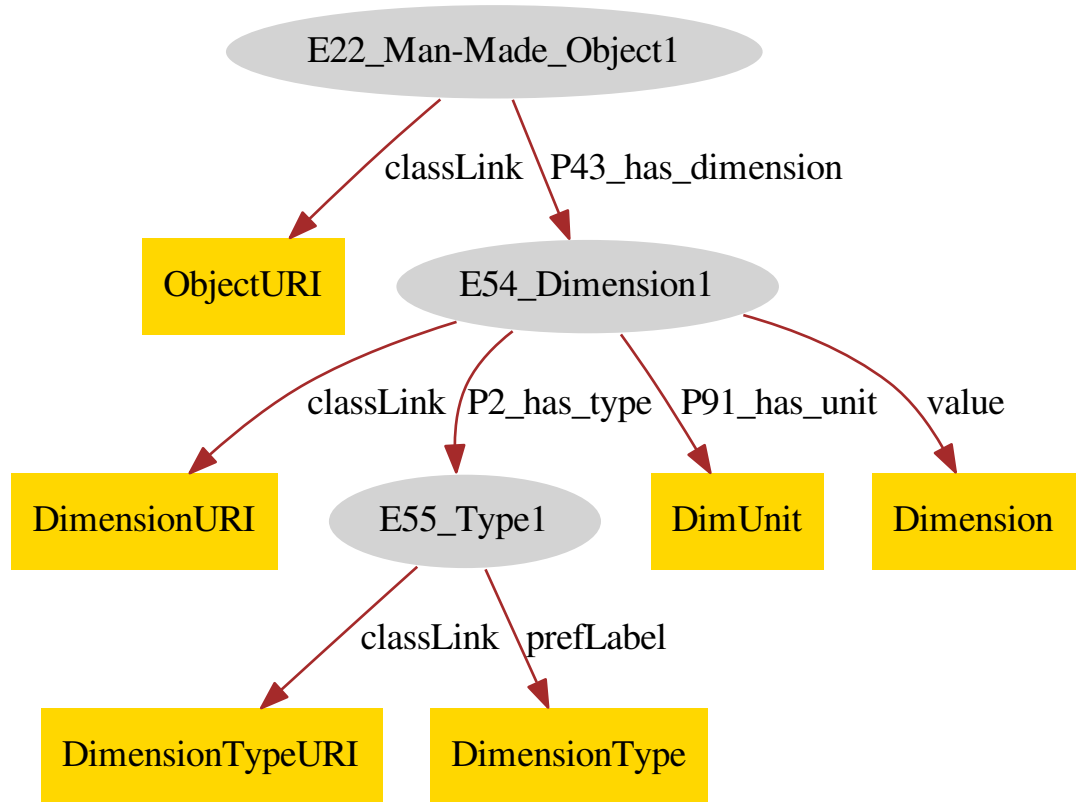 E22_Man-Made_Object1
classLink
P43_has_dimension
ObjectURI
E54_Dimension1
classLink
P2_has_type
P91_has_unit
value
DimensionURI
E55_Type1
DimUnit
Dimension
classLink
prefLabel
DimensionTypeURI
DimensionType